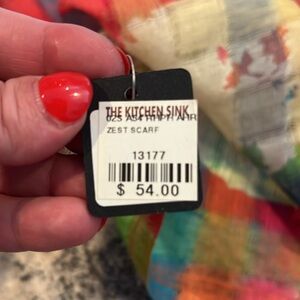 THE KITCHEN SINK
ZEST SCARF
13177
$ 54.00